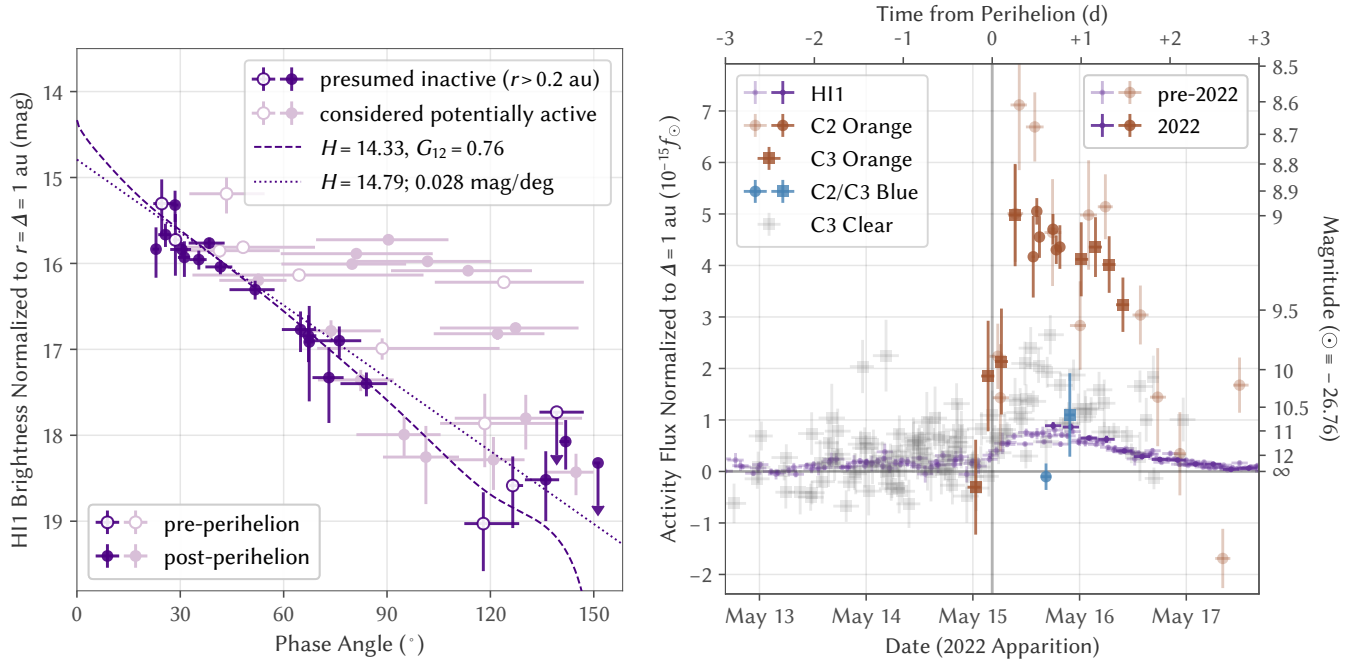 HI1 Brightness Normalized to r = Δ = 1 au (mag)
14
15
16
17
18
19
presumed inactive (r > 0.2 au)
considered potentially active
H = 14.33, G₁₂ = 0.76
H = 14.79; 0.028 mag/deg
pre-perihelion
post-perihelion
0 30 60 90 120 150
Phase Angle (°)
Time from Perihelion (d)
-3 -2 -1 0 +1 +2 +3
Activity Flux Normalized to Δ = 1 au (10⁻¹⁵f☉)
7
6
5
4
3
2
1
0
−1
−2
HI1
C2 Orange
C3 Orange
C2/C3 Blue
C3 Clear
pre-2022
2022
8.5
8.6
8.7
8.8
8.9
9
9.5
10
10.5
11
12
∞
Magnitude (☉ ≡ −26.76)
May 13 May 14 May 15 May 16 May 17
Date (2022 Apparition)